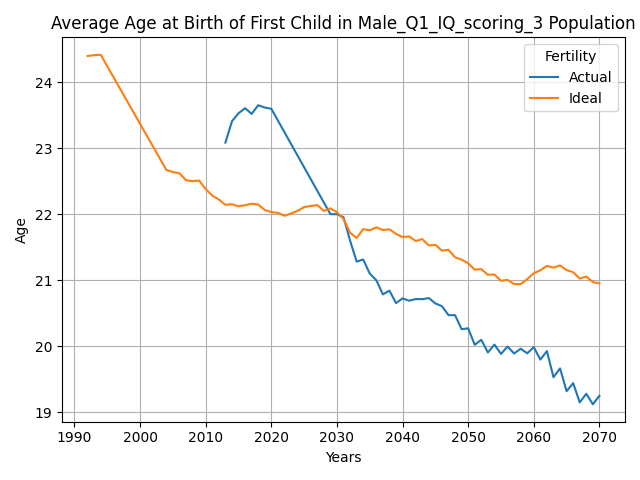 Average Age at Birth of First Child in Male_Q1_IQ_scoring_3 Population
Fertility
Actual
Ideal
Age
24
23
22
21
20
19
1990 2000 2010 2020 2030 2040 2050 2060 2070
Years